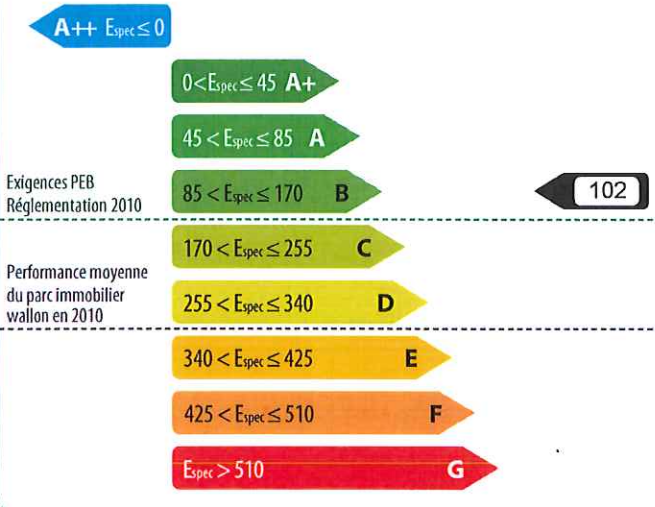 A++ Espec ≤ 0
0 < Espec ≤ 45 A+
45 < Espec ≤ 85 A
Exigences PEB
Réglementation 2010
85 < Espec ≤ 170 B
102
170 < Espec ≤ 255 C
Performance moyenne
du parc immobilier
wallon en 2010
255 < Espec ≤ 340 D
340 < Espec ≤ 425 E
425 < Espec ≤ 510 F
Espec > 510 G